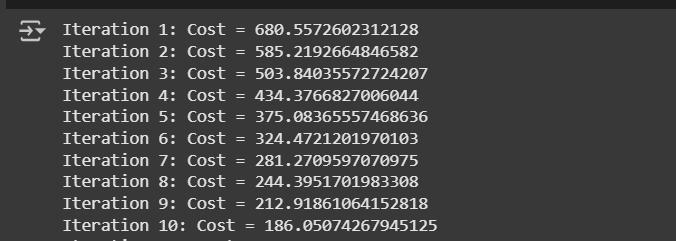 Iteration 1: Cost = 680.5572602312128
Iteration 2: Cost = 585.2192664846582
Iteration 3: Cost = 503.84035572724207
Iteration 4: Cost = 434.3766827006044
Iteration 5: Cost = 375.08365557468636
Iteration 6: Cost = 324.4721201970103
Iteration 7: Cost = 281.2709597070975
Iteration 8: Cost = 244.3951701983308
Iteration 9: Cost = 212.91861064152818
Iteration 10: Cost = 186.05074267945125